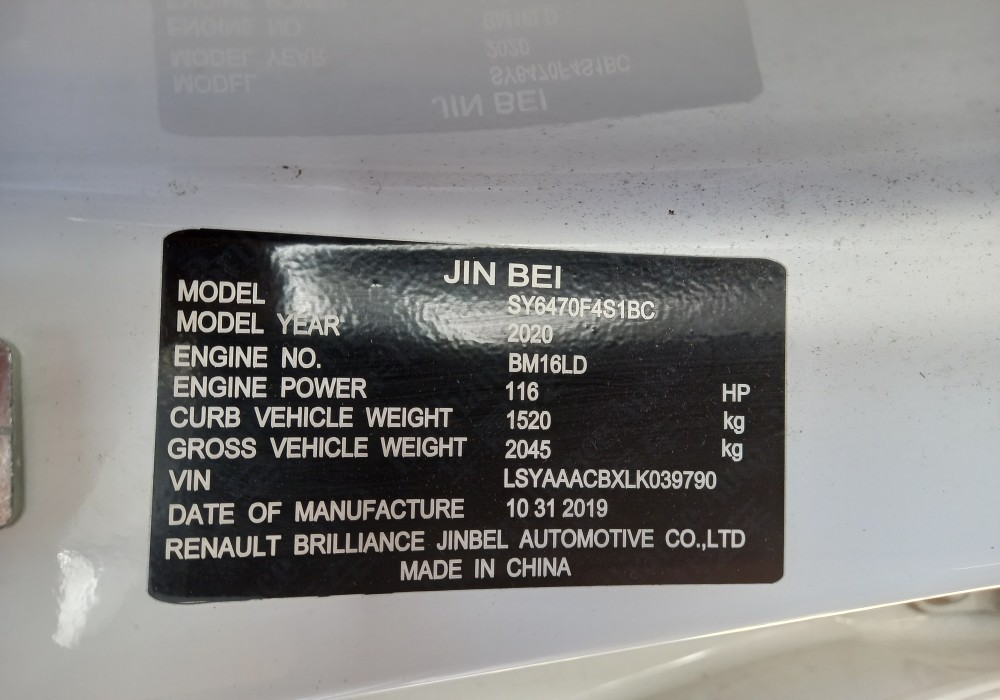 JIN BEI
MODEL SY6470F4S1BC
MODEL YEAR 2020
ENGINE NO. BM16LD
ENGINE POWER 116 HP
CURB VEHICLE WEIGHT 1520 kg
GROSS VEHICLE WEIGHT 2045 kg
VIN LSYAAACBXLK039790
DATE OF MANUFACTURE 10 31 2019
RENAULT BRILLIANCE JINBEL AUTOMOTIVE CO.,LTD
MADE IN CHINA